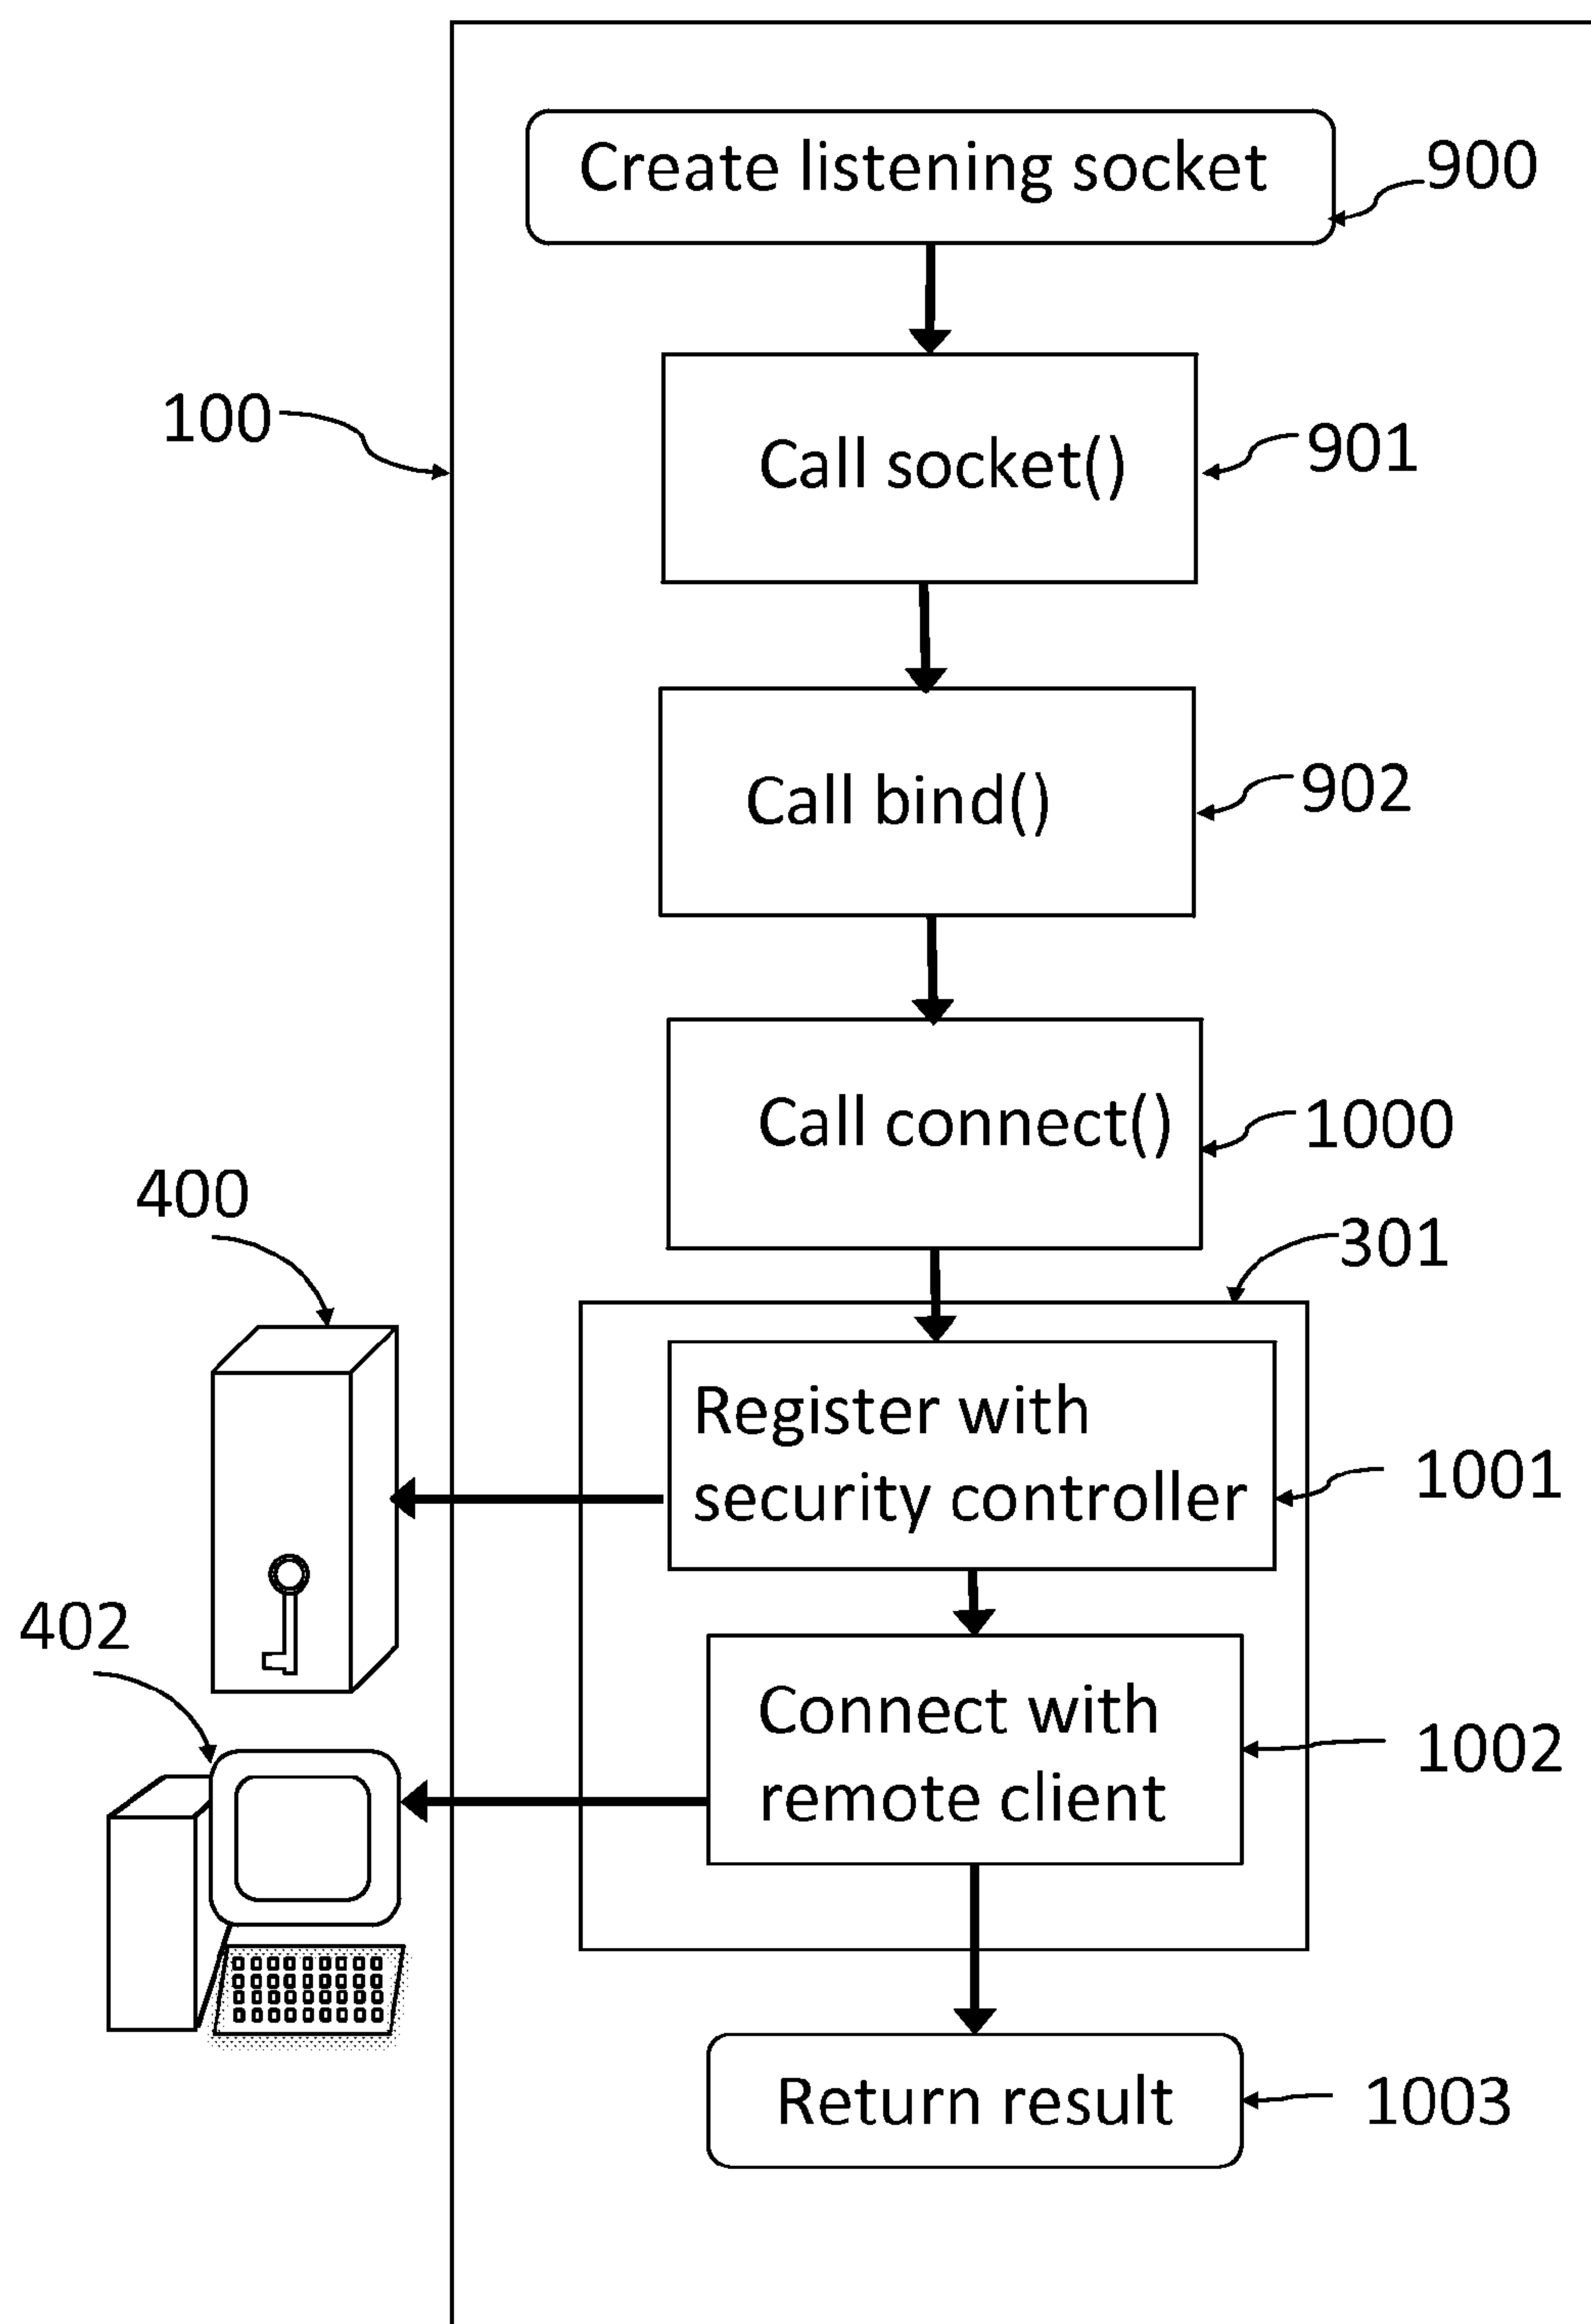 Create listening socket
900
100
Call socket()
901
Call bind()
902
Call connect()
1000
400
301
Register with
security controller
1001
402
Connect with
remote client
1002
Return result
1003